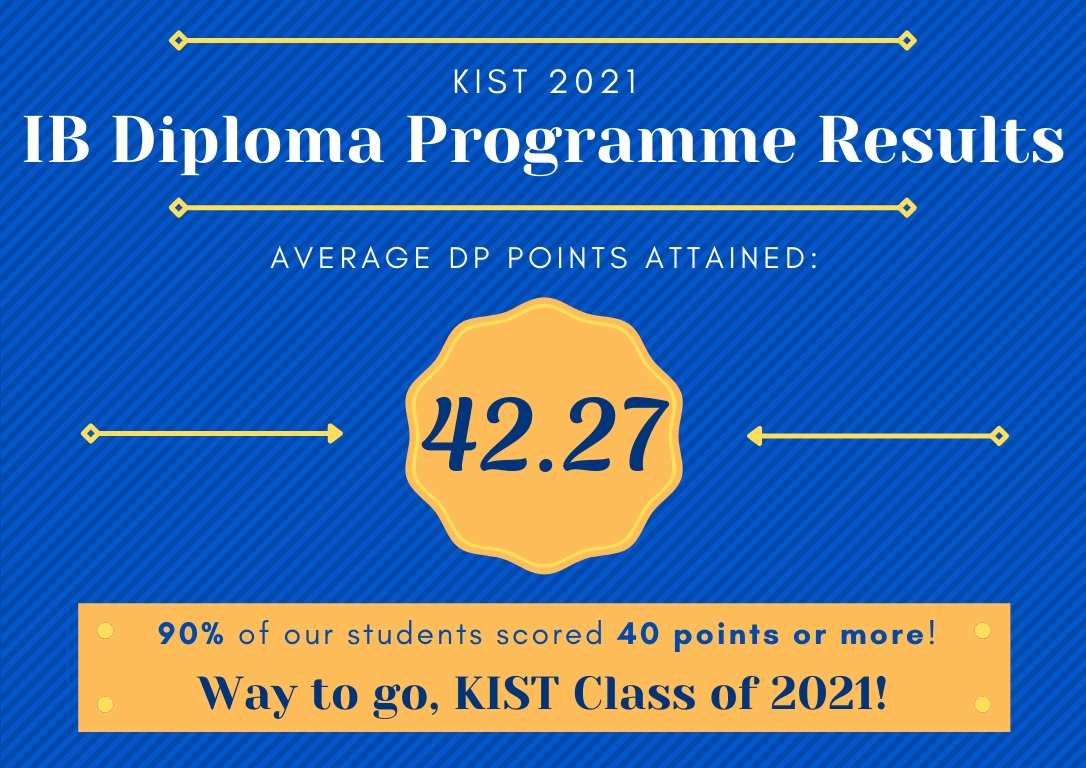 KIST 2021
IB Diploma Programme Results
AVERAGE DP POINTS ATTAINED:
42.27
90% of our students scored 40 points or more!
Way to go, KIST Class of 2021!